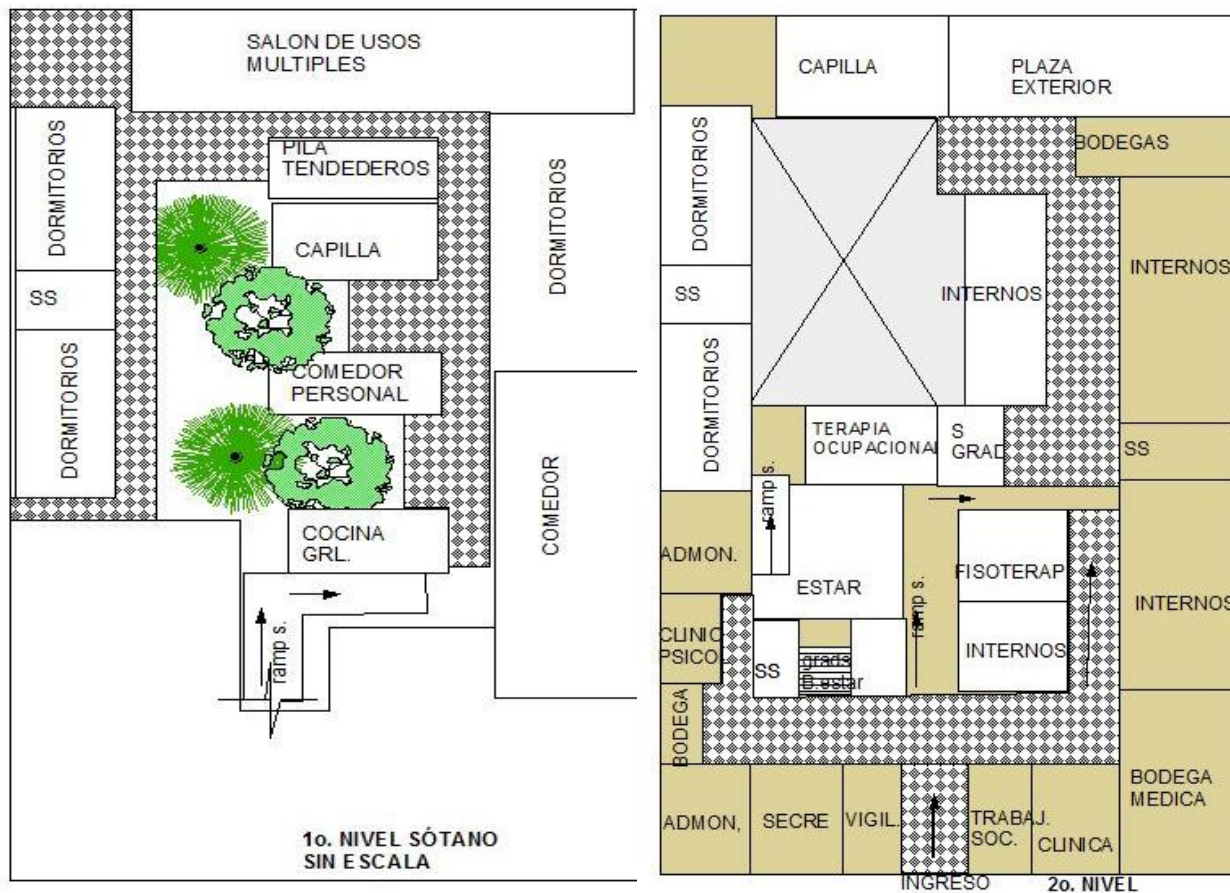 SALON DE USOS
MULTIPLES
DORMITORIOS
PILA
TENDEDEROS
CAPILLA
DORMITORIOS
SS
COMEDOR
PERSONAL
DORMITORIOS
COCINA
GRL.
COMEDOR
ramp s.
1o. NIVEL SÓTANO
SIN ESCALA
CAPILLA
PLAZA
EXTERIOR
BODEGAS
DORMITORIOS
INTERNOS
SS
INTERNOS
DORMITORIOS
TERAPIA
OCUPACIONAL
S
GRAD
SS
ramp s.
ADMON.
ESTAR
FISOTERAP
INTERNOS
ramp s.
CLINIC
PSICO.
SS
grads
B.estar
INTERNOS
BODEGA
BODEGA
MEDICA
ADMON,
SECRE
VIGIL.
TRABAJ.
SOC.
CLINICA
INGRESO
2o. NIVEL